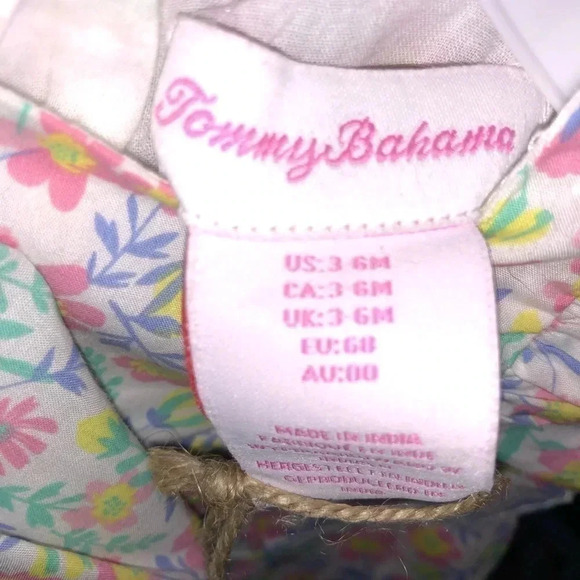 Tommy Bahama
US:3-6M
CA:3-6M
UK:3-6M
EU:68
AU:00
MADE IN INDIA